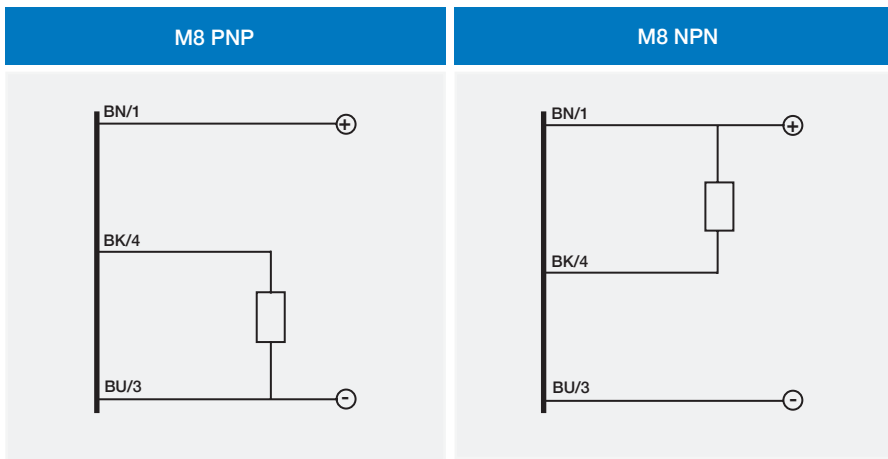 M8 PNP
BN/1
+
BK/4
BU/3
-
M8 NPN
BN/1
+
BK/4
BU/3
-